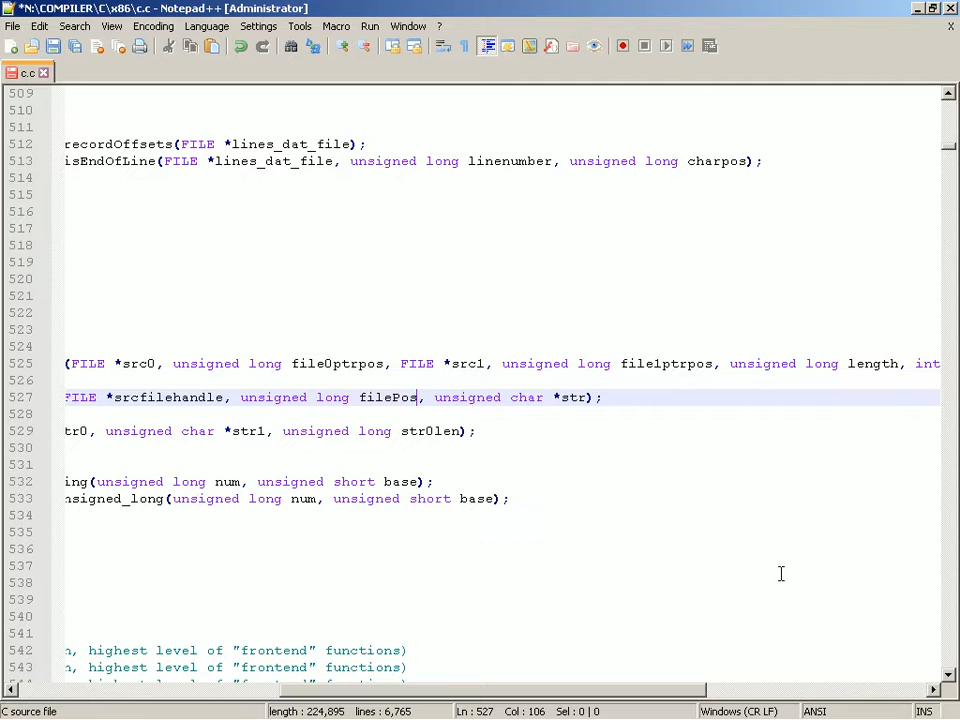 *N:\COMPILER\C\x86\c.c - Notepad++ [Administrator]
File Edit Search View Encoding Language Settings Tools Macro Run Window ? X
c.c
509
510
511
512 recordOffsets(FILE *lines_dat_file);
513 isEndOfLine(FILE *lines_dat_file, unsigned long linenumber, unsigned long charpos);
514
515
516
517
518
519
520
521
522
523
524
525 (FILE *src0, unsigned long file0ptrpos, FILE *src1, unsigned long file1ptrpos, unsigned long length, int
526
527 FILE *srcfilehandle, unsigned long filePos, unsigned char *str);
528
529 tr0, unsigned char *str1, unsigned long str0len);
530
531
532 ing(unsigned long num, unsigned short base);
533 nsigned_long(unsigned long num, unsigned short base);
534
535
536
537
538
539
540
541
542 n, highest level of "frontend" functions)
543 n, highest level of "frontend" functions)
C source file length : 224,895 lines : 6,765 Ln : 527 Col : 106 Sel : 0 | 0 Windows (CR LF) ANSI INS